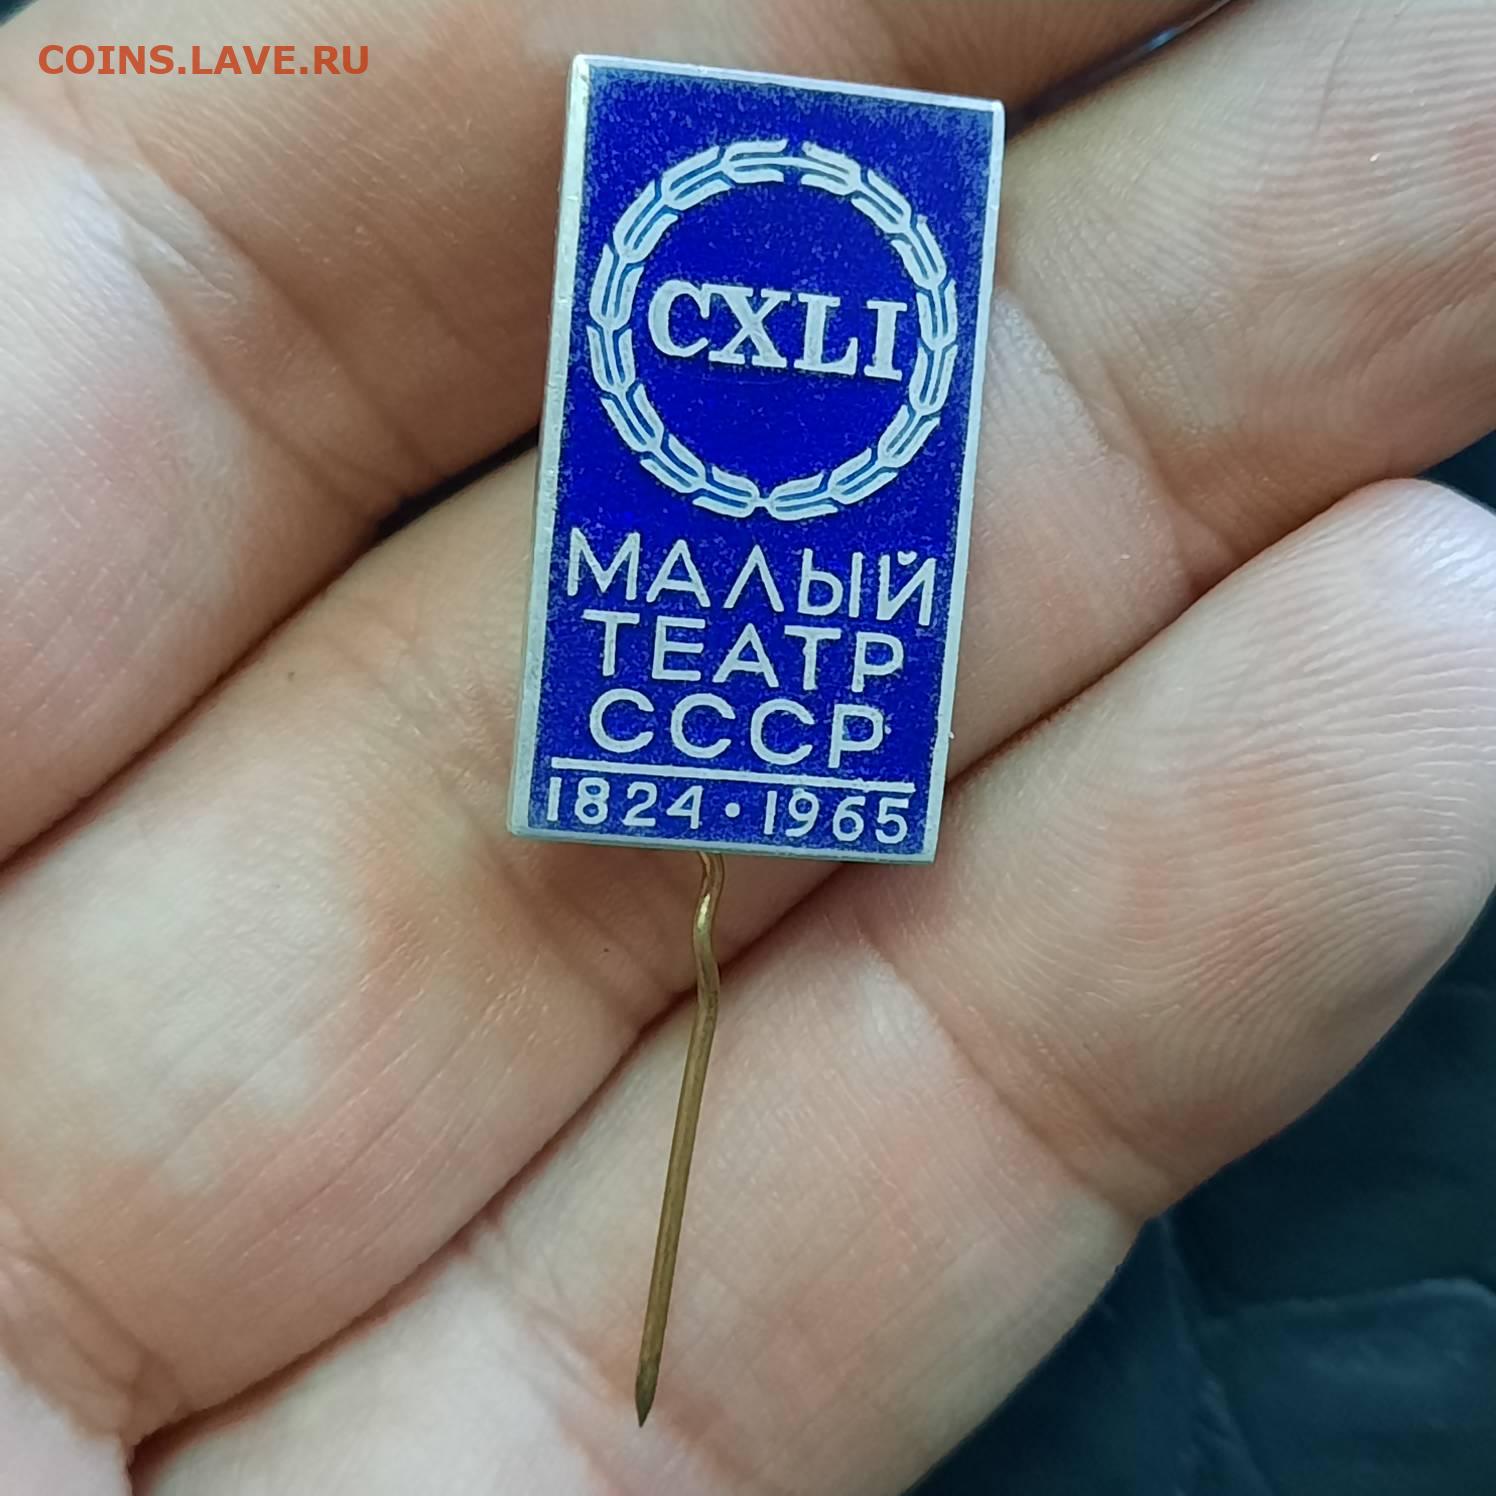 COINS.LAVE.RU
CXLI
МАЛЫЙ
ТЕАТР
СССР
1824 · 1965